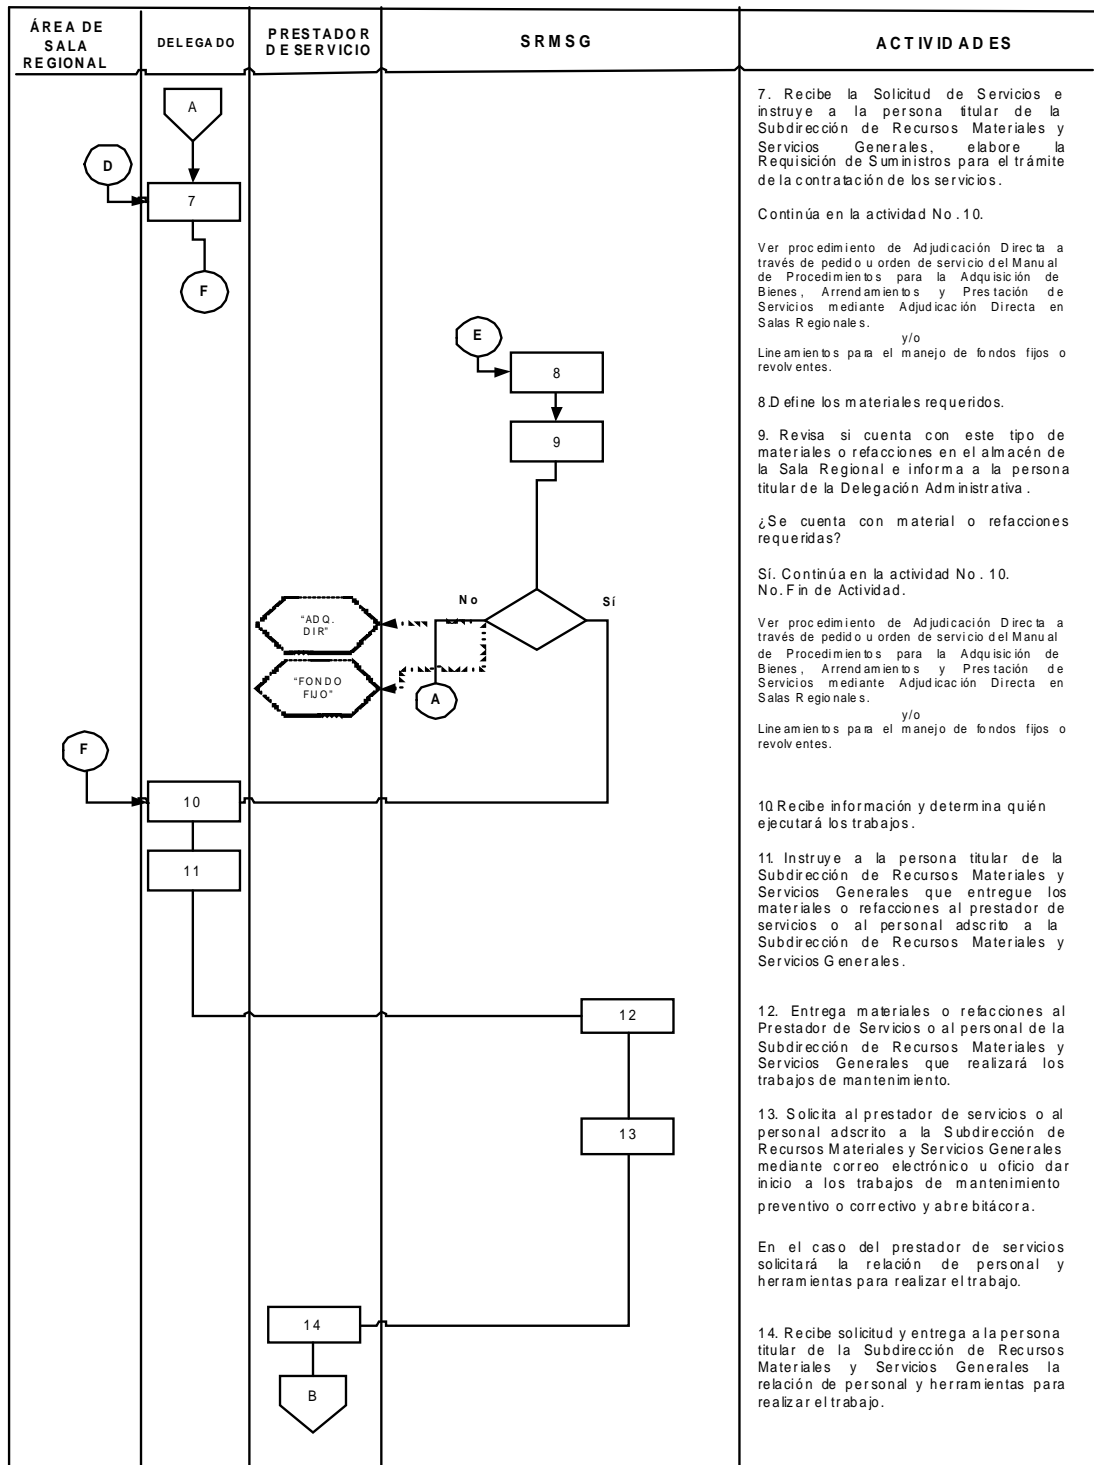 ÁREA DE
SALA
REGIONAL
DELEGADO
PRESTADOR
DE SERVICIO
SRMSG
ACTIVIDADES
A
D
7
F
E
8
9
No
Sí
"ADQ.
DIR"
"FONDO
FIJO"
A
F
10
11
12
13
14
B
7. Recibe la Solicitud de Servicios e
instruye a la persona titular de la
Subdirección de Recursos Materiales y
Servicios Generales, elabore la
Requisición de Suministros para el trámite
de la contratación de los servicios.
Continúa en la actividad No. 10.
Ver procedimiento de Adjudicación Directa a
través de pedido u orden de servicio del Manual
de Procedimientos para la Adquisición de
Bienes, Arrendamientos y Prestación de
Servicios mediante Adjudicación Directa en
Salas Regionales.
y/o
Lineamientos para el manejo de fondos fijos o
revolventes.
8.Define los materiales requeridos.
9. Revisa si cuenta con este tipo de
materiales o refacciones en el almacén de
la Sala Regional e informa a la persona
titular de la Delegación Administrativa.
¿Se cuenta con material o refacciones
requeridas?
Sí. Continúa en la actividad No. 10.
No. Fin de Actividad.
Ver procedimiento de Adjudicación Directa a
través de pedido u orden de servicio del Manual
de Procedimientos para la Adquisición de
Bienes, Arrendamientos y Prestación de
Servicios mediante Adjudicación Directa en
Salas Regionales.
y/o
Lineamientos para el manejo de fondos fijos o
revolventes.
10. Recibe información y determina quién
ejecutará los trabajos.
11. Instruye a la persona titular de la
Subdirección de Recursos Materiales y
Servicios Generales que entregue los
materiales o refacciones al prestador de
servicios o al personal adscrito a la
Subdirección de Recursos Materiales y
Servicios Generales.
12. Entrega materiales o refacciones al
Prestador de Servicios o al personal de la
Subdirección de Recursos Materiales y
Servicios Generales que realizará los
trabajos de mantenimiento.
13. Solicita al prestador de servicios o al
personal adscrito a la Subdirección de
Recursos Materiales y Servicios Generales
mediante correo electrónico u oficio dar
inicio a los trabajos de mantenimiento
preventivo o correctivo y abre bitácora.
En el caso del prestador de servicios
solicitará la relación de personal y
herramientas para realizar el trabajo.
14. Recibe solicitud y entrega a la persona
titular de la Subdirección de Recursos
Materiales y Servicios Generales la
relación de personal y herramientas para
realizar el trabajo.